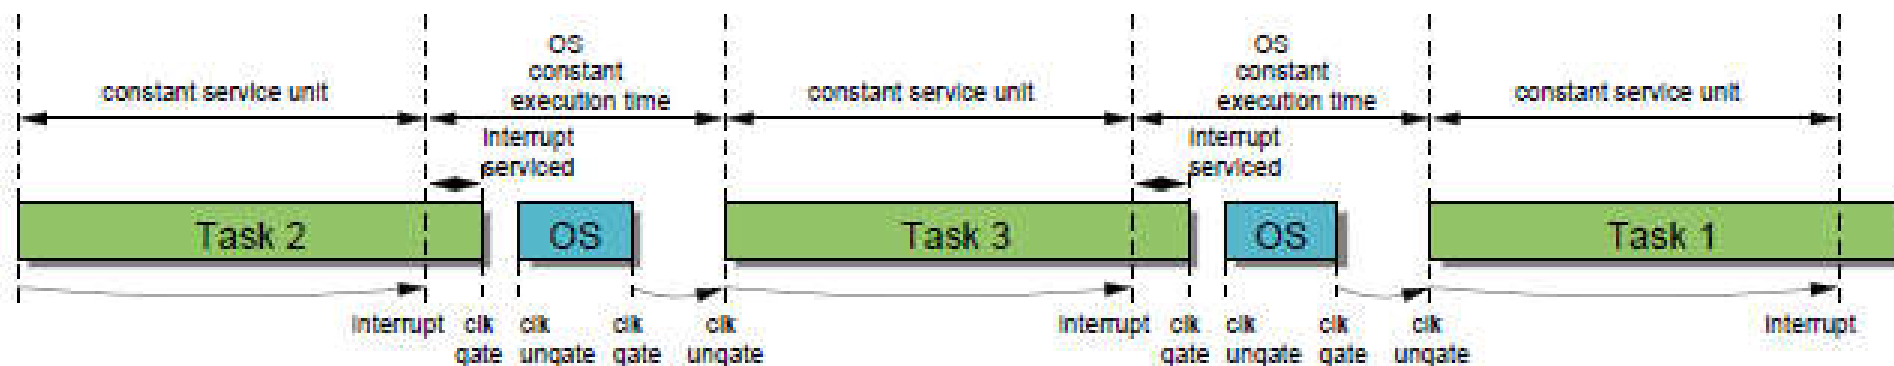 OS
OS
constant
constant
constant service unit
execution time
constant service unit
execution time
constant service unit
Interrupt
serviced
Interrupt
serviced
Task 2
OS
Task 3
OS
Task 1
Interrupt clk clk clk clk Interrupt clk clk clk clk Interrupt
gate ungate gate ungate gate ungate gate ungate